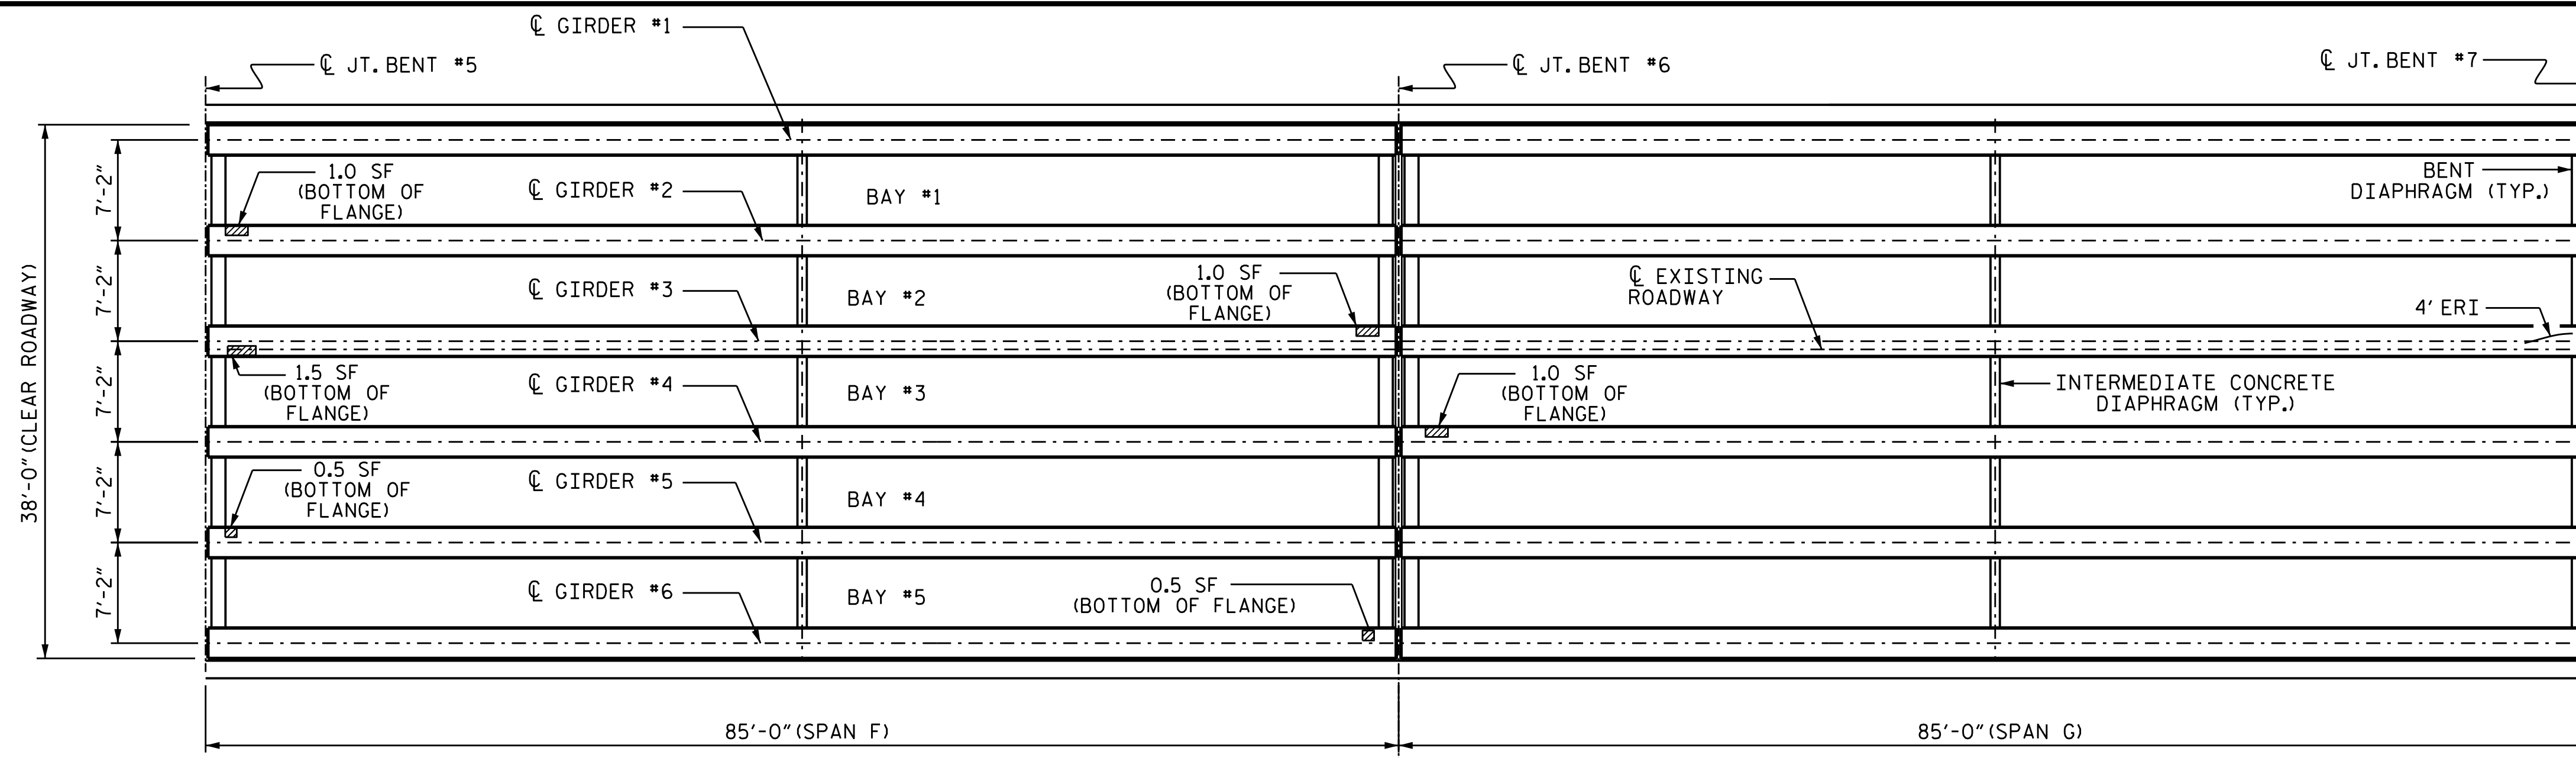 ℄ GIRDER #1
℄ JT. BENT #5
℄ JT. BENT #6
℄ JT. BENT #7
1.0 SF
(BOTTOM OF
FLANGE)
℄ GIRDER #2
BAY #1
BENT
DIAPHRAGM (TYP.)
7'-2"
7'-2"
7'-2"
7'-2"
7'-2"
38'-0" (CLEAR ROADWAY)
℄ GIRDER #3
BAY #2
1.0 SF
(BOTTOM OF
FLANGE)
℄ EXISTING
ROADWAY
4' ERI
1.5 SF
(BOTTOM OF
FLANGE)
℄ GIRDER #4
BAY #3
1.0 SF
(BOTTOM OF
FLANGE)
INTERMEDIATE CONCRETE
DIAPHRAGM (TYP.)
0.5 SF
(BOTTOM OF
FLANGE)
℄ GIRDER #5
BAY #4
℄ GIRDER #6
BAY #5
0.5 SF
(BOTTOM OF FLANGE)
85'-0" (SPAN F)
85'-0" (SPAN G)